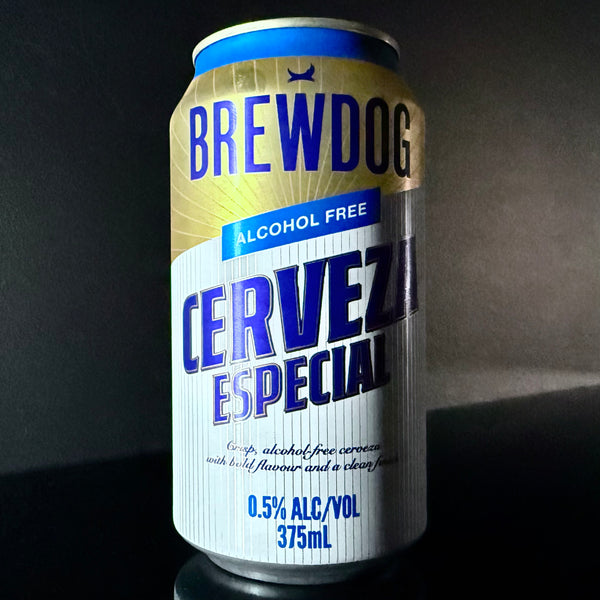 BREWDOG
ALCOHOL FREE
CERVEZA
ESPECIAL
Crisp, alcohol-free cerveza
with bold flavour and a clean finish
0.5% ALC/VOL
375mL